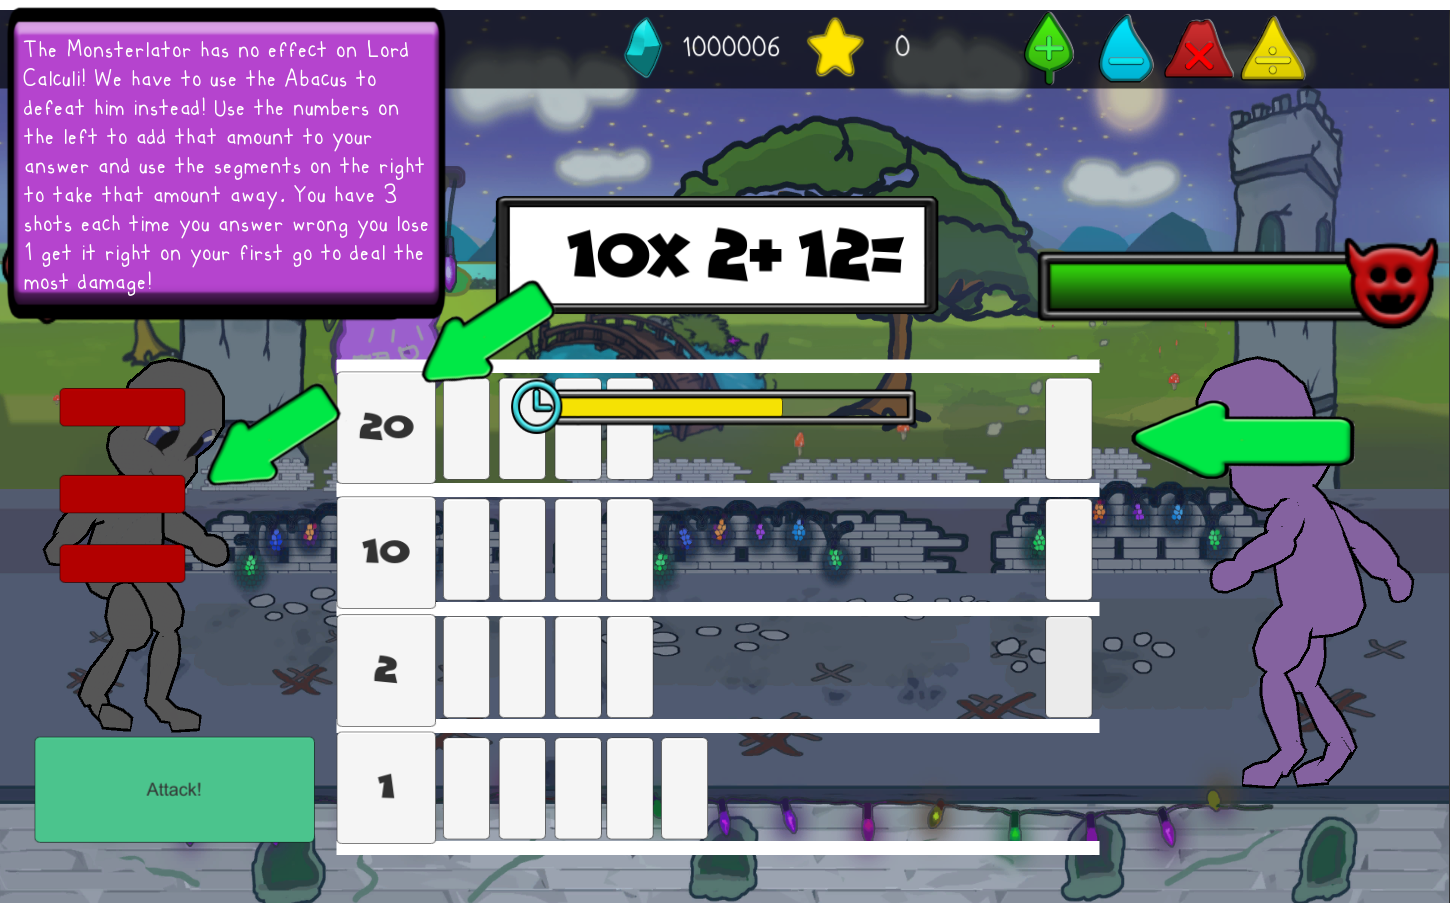 The Monsterlator has no effect on Lord
Calculi! We have to use the Abacus to
defeat him instead! Use the numbers on
the left to add that amount to your
answer and use the segments on the right
to take that amount away. You have 3
shots each time you answer wrong you lose
1 get it right on your first go to deal the
most damage!
1000006
0
10x 2+ 12=
20
10
2
1
Attack!